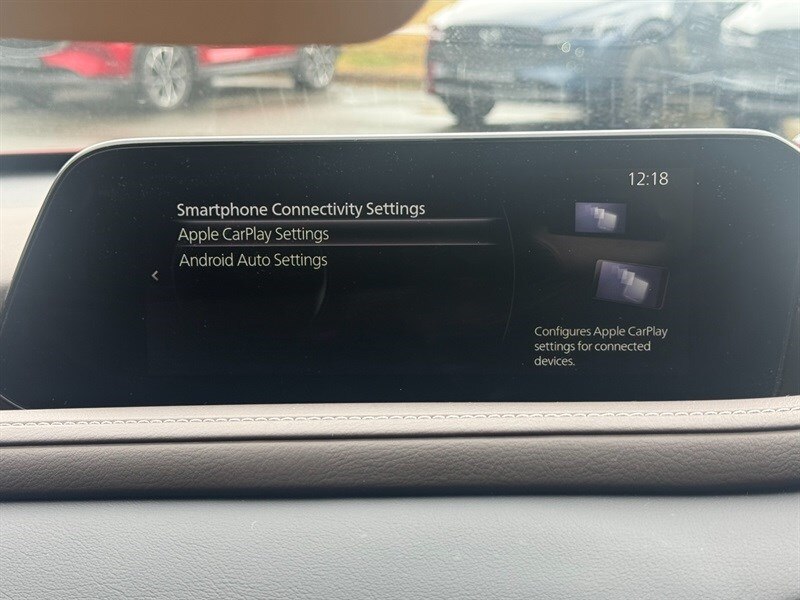 12:18
Smartphone Connectivity Settings
Apple CarPlay Settings
Android Auto Settings
Configures Apple CarPlay
settings for connected
devices.